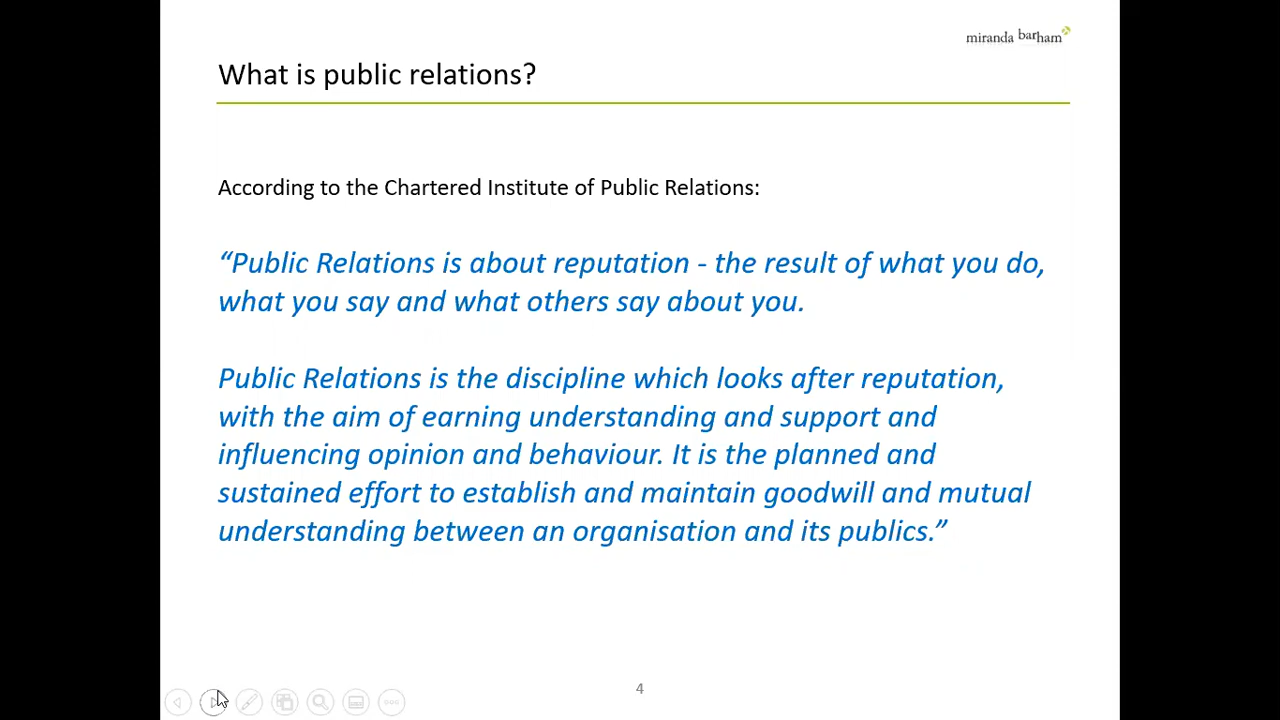 miranda barham
What is public relations?
According to the Chartered Institute of Public Relations:
“Public Relations is about reputation - the result of what you do,
what you say and what others say about you.
Public Relations is the discipline which looks after reputation,
with the aim of earning understanding and support and
influencing opinion and behaviour. It is the planned and
sustained effort to establish and maintain goodwill and mutual
understanding between an organisation and its publics.”
4